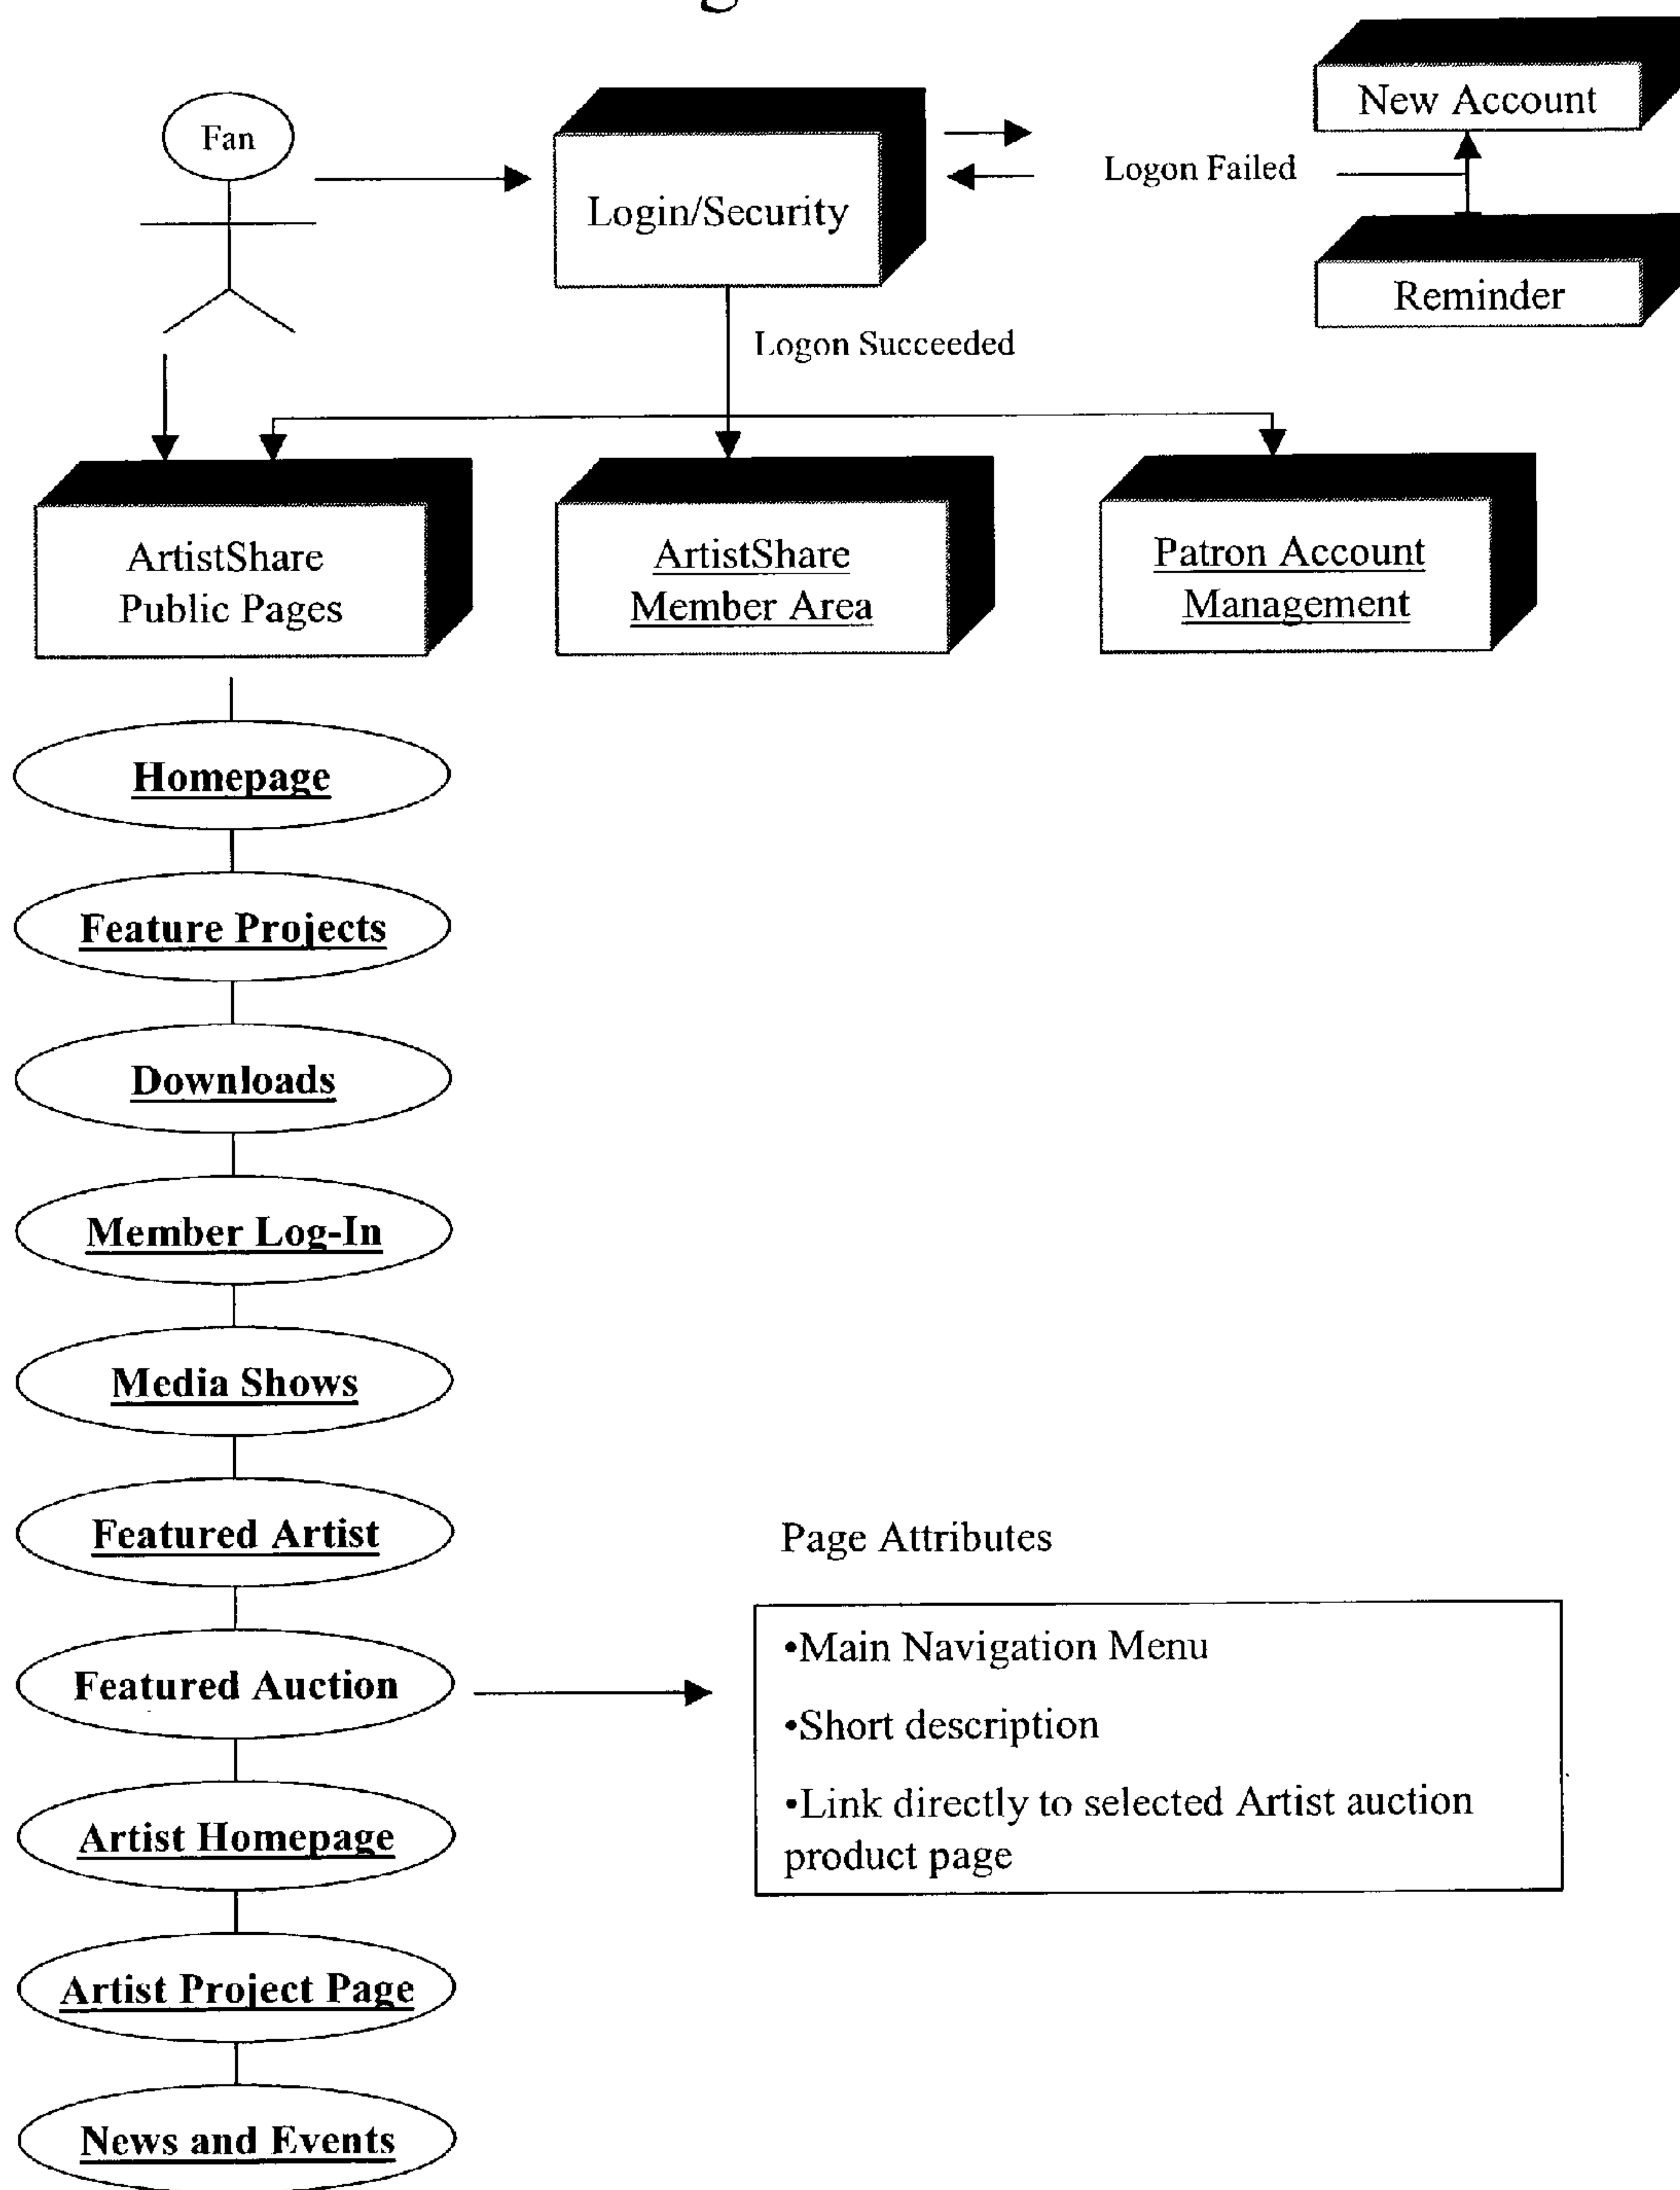 New Account
Fan
Login/Security
Logon Failed
Reminder
Logon Succeeded
ArtistShare
Public Pages
ArtistShare
Member Area
Patron Account
Management
Homepage
Feature Projects
Downloads
Member Log-In
Media Shows
Featured Artist
Page Attributes
Featured Auction
•Main Navigation Menu
•Short description
•Link directly to selected Artist auction
product page
Artist Homepage
Artist Project Page
News and Events